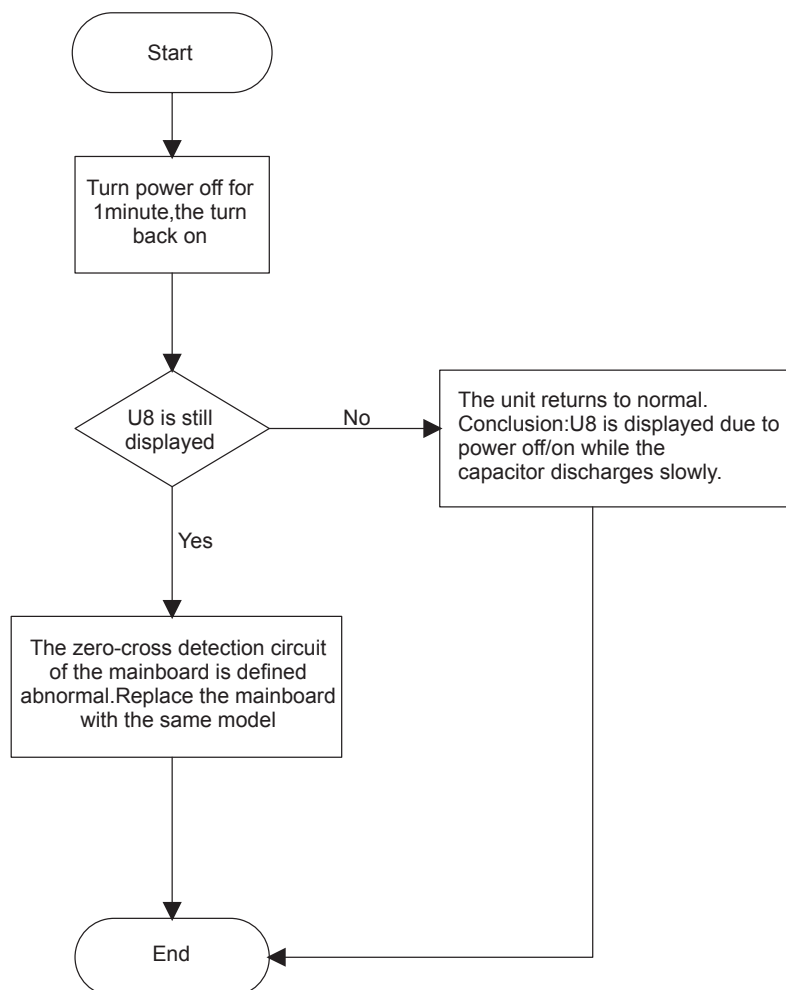 Start
Turn power off for
1minute,the turn
back on
U8 is still
displayed
No
The unit returns to normal.
Conclusion:U8 is displayed due to
power off/on while the
capacitor discharges slowly.
Yes
The zero-cross detection circuit
of the mainboard is defined
abnormal.Replace the mainboard
with the same model
End